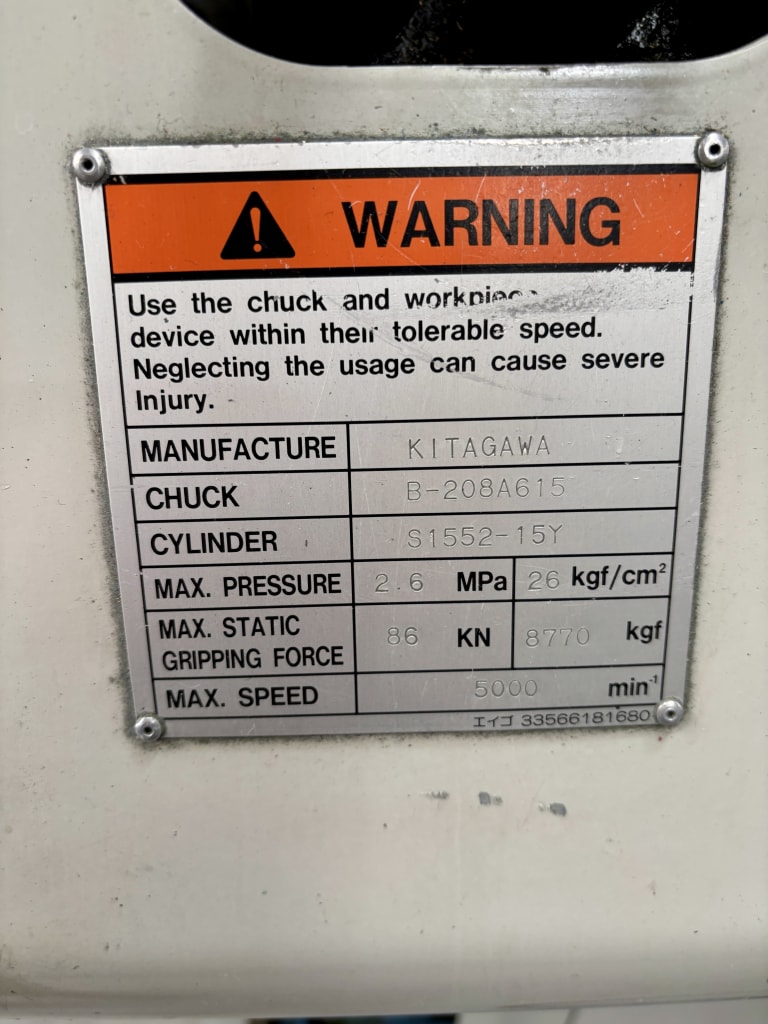 WARNING
Use the chuck and
device within their tolerable speed.
Neglecting the usage can cause severe
Injury.
MANUFACTURE KITAGAWA
CHUCK B-208A615
CYLINDER S1552-15Y
MAX. PRESSURE 2.6 MPa 26 kgf/cm²
MAX. STATIC
GRIPPING FORCE 86 KN 8770 kgf
MAX. SPEED 5000 min⁻¹
エイゴ 33566181680